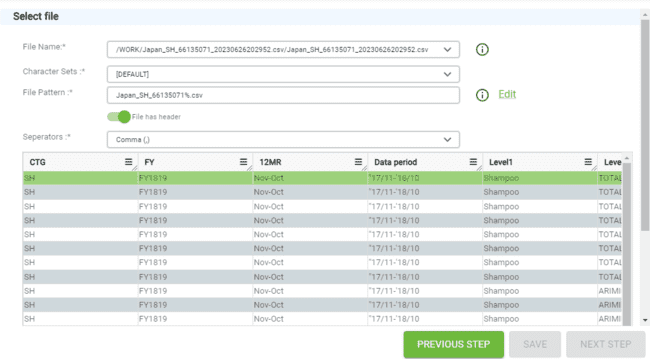 Select file
File Name:*
/WORK/Japan_SH_66135071_20230626202952.csv/Japan_SH_66135071_20230626202952.csv
Character Sets :*
[DEFAULT]
File Pattern :*
Japan_SH_66135071%.csv
Edit
File has header
Seperators :*
Comma (,)
CTG FY 12MR Data period Level1 Leve
SH FY1819 Nov-Oct "17/11-'18/10 Shampoo TOTAL
SH FY1819 Nov-Oct "17/11-'18/10 Shampoo TOTAL
SH FY1819 Nov-Oct "17/11-'18/10 Shampoo TOTAL
SH FY1819 Nov-Oct "17/11-'18/10 Shampoo TOTAL
SH FY1819 Nov-Oct "17/11-'18/10 Shampoo TOTAL
SH FY1819 Nov-Oct "17/11-'18/10 Shampoo TOTAL
SH FY1819 Nov-Oct "17/11-'18/10 Shampoo TOTAL
SH FY1819 Nov-Oct "17/11-'18/10 Shampoo TOTAL
SH FY1819 Nov-Oct "17/11-'18/10 Shampoo ARIMI
SH FY1819 Nov-Oct "17/11-'18/10 Shampoo ARIMI
SH FY1819 Nov-Oct "17/11-'18/10 Shampoo ARIMI
PREVIOUS STEP SAVE NEXT STEP